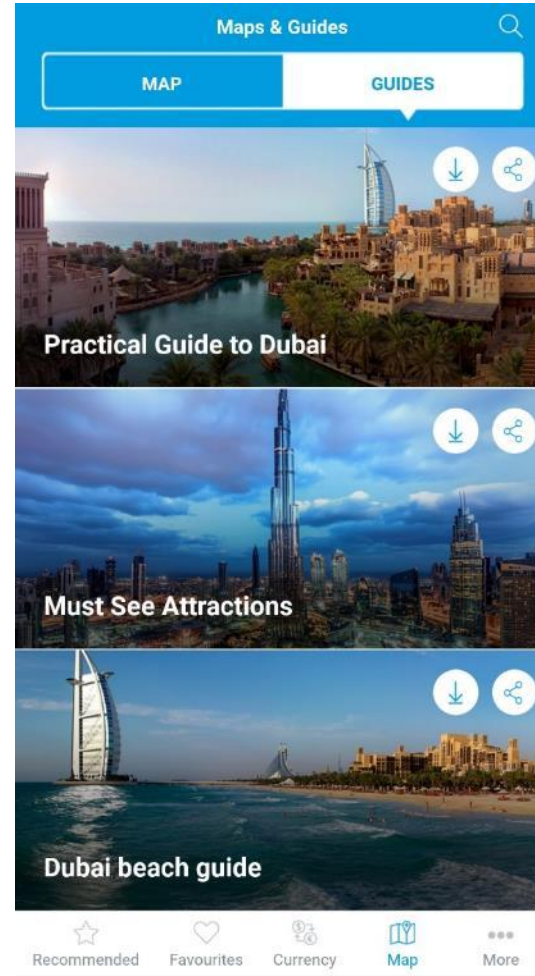 Maps & Guides
MAP
GUIDES
Practical Guide to Dubai
Must See Attractions
Dubai beach guide
Recommended
Favourites
Currency
Map
More